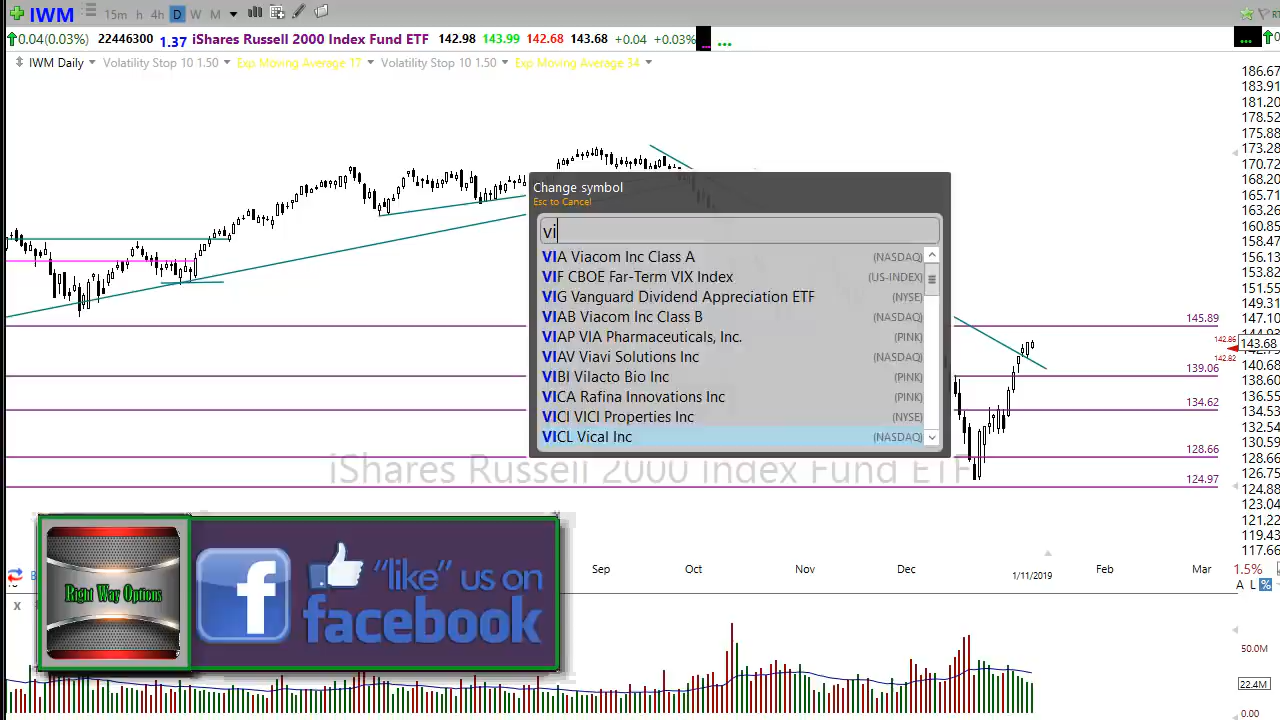 IWM 15m h 4h D W M
0.04(0.03%) 22446300 1.37 iShares Russell 2000 Index Fund ETF 142.98 143.99 142.68 143.68 +0.04 +0.03%
IWM Daily Volatility Stop 10 1.50 Exp Moving Average 17 Volatility Stop 10 1.50 Exp Moving Average 34
Change symbol
Esc to Cancel
vi
VIA Viacom Inc Class A (NASDAQ)
VIF CBOE Far-Term VIX Index (US-INDEX)
VIG Vanguard Dividend Appreciation ETF (NYSE)
VIAB Viacom Inc Class B (NASDAQ)
VIAP VIA Pharmaceuticals, Inc. (PINK)
VIAV Viavi Solutions Inc (NASDAQ)
VIBI Vilacto Bio Inc (PINK)
VICA Rafina Innovations Inc (PINK)
VICI VICI Properties Inc (NYSE)
VICL Vical Inc (NASDAQ)
iShares Russell 2000 Index Fund ETF
145.89
139.06
134.62
128.66
124.97
142.86
142.82
186.67
183.91
181.20
178.52
175.88
173.28
170.72
168.20
165.71
163.26
160.85
158.47
156.13
153.82
151.55
149.31
147.10
143.68
140.68
138.60
136.55
134.53
132.54
130.59
128.66
126.75
124.88
123.04
121.22
119.43
117.66
Sep Oct Nov Dec 1/11/2019 Feb Mar
1.5%
A L %
50.0M
22.4M
0.00
Right Way Options
f
"like" us on
facebook